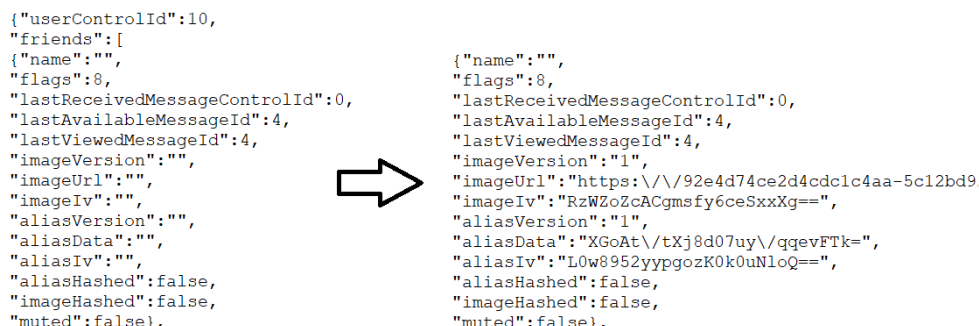 {"userControlId":10,
"friends":[
{"name":"",
"flags":8,
"lastReceivedMessageControlId":0,
"lastAvailableMessageId":4,
"lastViewedMessageId":4,
"imageVersion":"",
"imageUrl":"",
"imageIv":"",
"aliasVersion":"",
"aliasData":"",
"aliasIv":"",
"aliasHashed":false,
"imageHashed":false,
"muted":false},
{"name":"",
"flags":8,
"lastReceivedMessageControlId":0,
"lastAvailableMessageId":4,
"lastViewedMessageId":4,
"imageVersion":"1",
"imageUrl":"https:\/\/92e4d74ce2d4cdc1c4aa-5c12bd9
"imageIv":"RzWZoZcACgmsfy6ceSxxXg==",
"aliasVersion":"1",
"aliasData":"XGoAt\/tXj8d07uy\/qqevFTk=",
"aliasIv":"L0w8952yypgozK0k0uNloQ==",
"aliasHashed":false,
"imageHashed":false,
"muted":false},